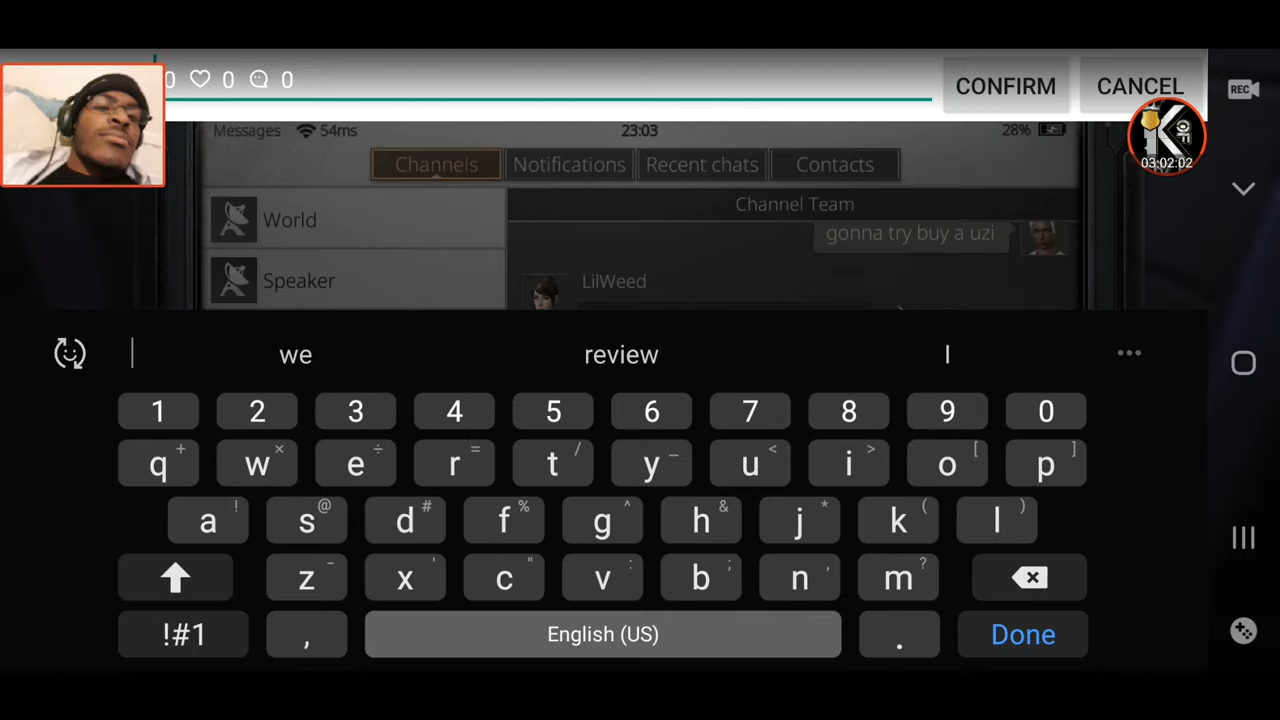 0 0 0
CONFIRM CANCEL
REC
Messages 54ms 23:03 28%
K OFF
03:02:02
Channels Notifications Recent chats Contacts
World
Channel Team
gonna try buy a uzi
Speaker
LilWeed
we review I
1 2 3 4 5 6 7 8 9 0
q + w × e ÷ r = t / y _ u < i > o [ p ]
a ! s @ d # f % g ^ h & j * k ( l )
z - x ' c " v : b ; n , m ?
!#1 , English (US) . Done